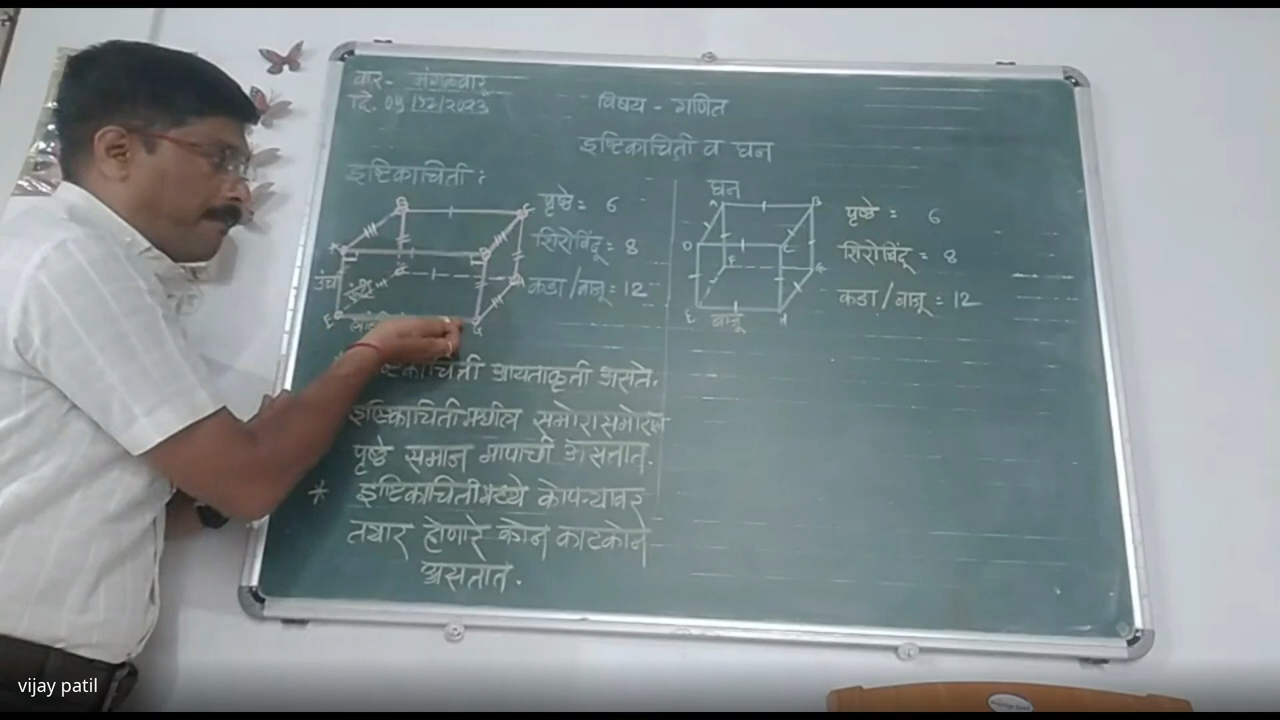 वार - मंगळवार
दि. 05/12/2023
विषय - गणित
इष्टिकाचिती व घन
इष्टिकाचिती :
पृष्ठे = 6
शिरोबिंदू = 8
कडा / बाजू = 12
उंची
घन
A B
D C
F G
E H
बाजू
पृष्ठे = 6
शिरोबिंदू = 8
कडा / बाजू = 12
इष्टिकाचिती आयताकृती असते.
इष्टिकाचितीमधील समोरासमोरील
पृष्ठे समान मापाची असतात.
* इष्टिकाचितीमध्ये कोपऱ्यावर
तयार होणारे कोन काटकोन
असतात.
vijay patil